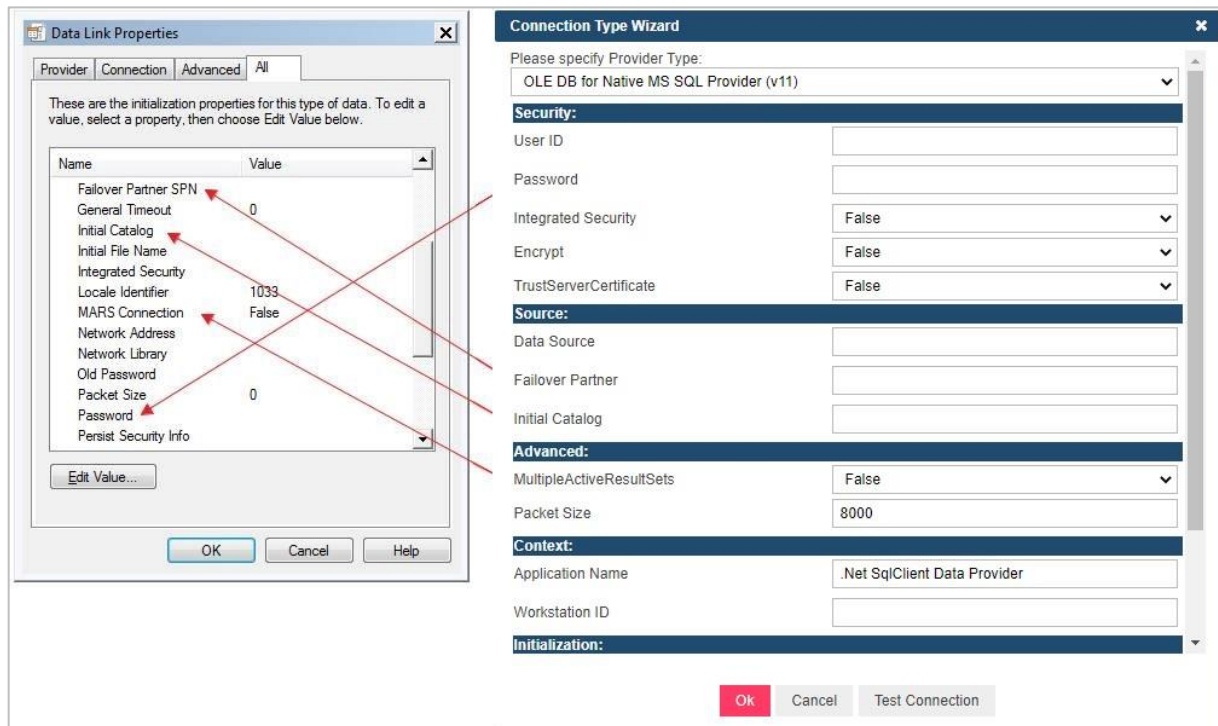 Data Link Properties
Provider Connection Advanced All
These are the initialization properties for this type of data. To edit a
value, select a property, then choose Edit Value below.
Name Value
Failover Partner SPN
General Timeout 0
Initial Catalog
Initial File Name
Integrated Security
Locale Identifier 1033
MARS Connection False
Network Address
Network Library
Old Password
Packet Size 0
Password
Persist Security Info
Edit Value...
OK Cancel Help
Connection Type Wizard
Please specify Provider Type:
OLE DB for Native MS SQL Provider (v11)
Security:
User ID
Password
Integrated Security False
Encrypt False
TrustServerCertificate False
Source:
Data Source
Failover Partner
Initial Catalog
Advanced:
MultipleActiveResultSets False
Packet Size 8000
Context:
Application Name .Net SqlClient Data Provider
Workstation ID
Initialization:
Ok Cancel Test Connection